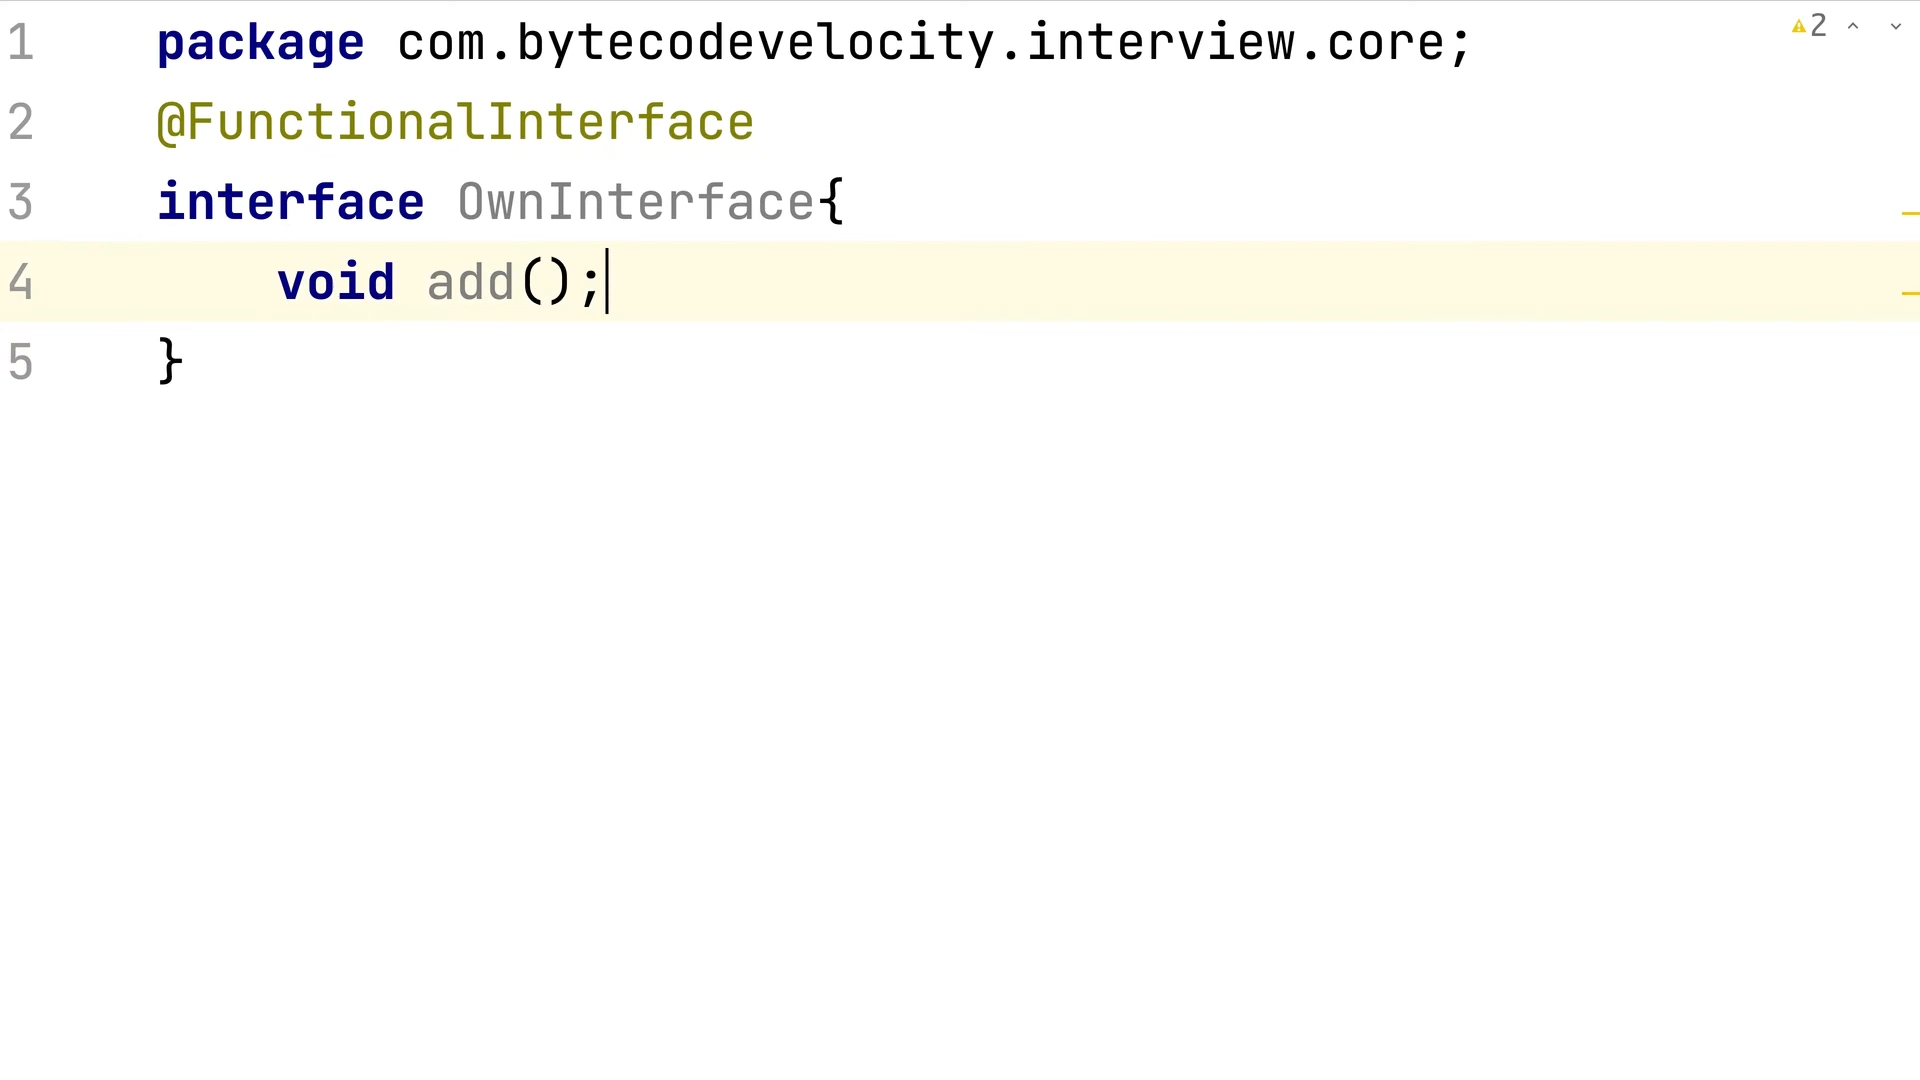 1 package com.bytecodevelocity.interview.core; 2
2 @FunctionalInterface
3 interface OwnInterface{
4 void add();
5 }